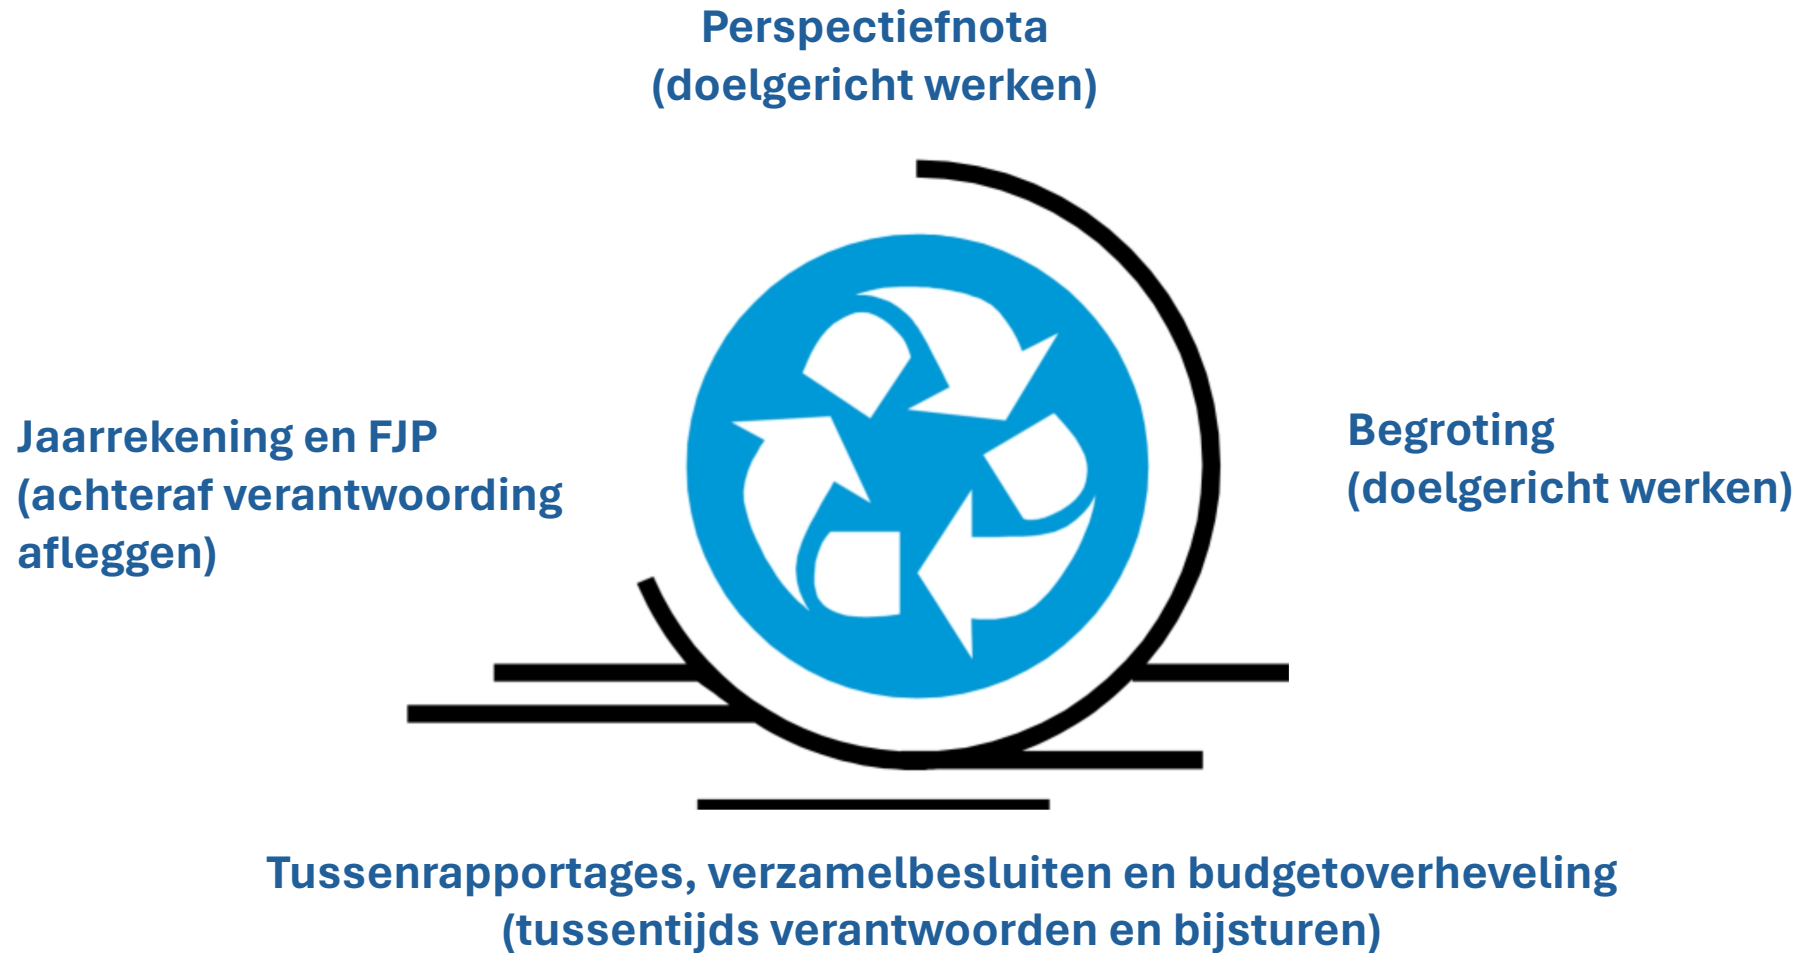 Perspectiefnota
(doelgericht werken)
Jaarrekening en FJP
(achteraf verantwoording
afleggen)
Begroting
(doelgericht werken)
Tussenrapportages, verzamelbesluiten en budgetoverheveling
(tussentijds verantwoorden en bijsturen)